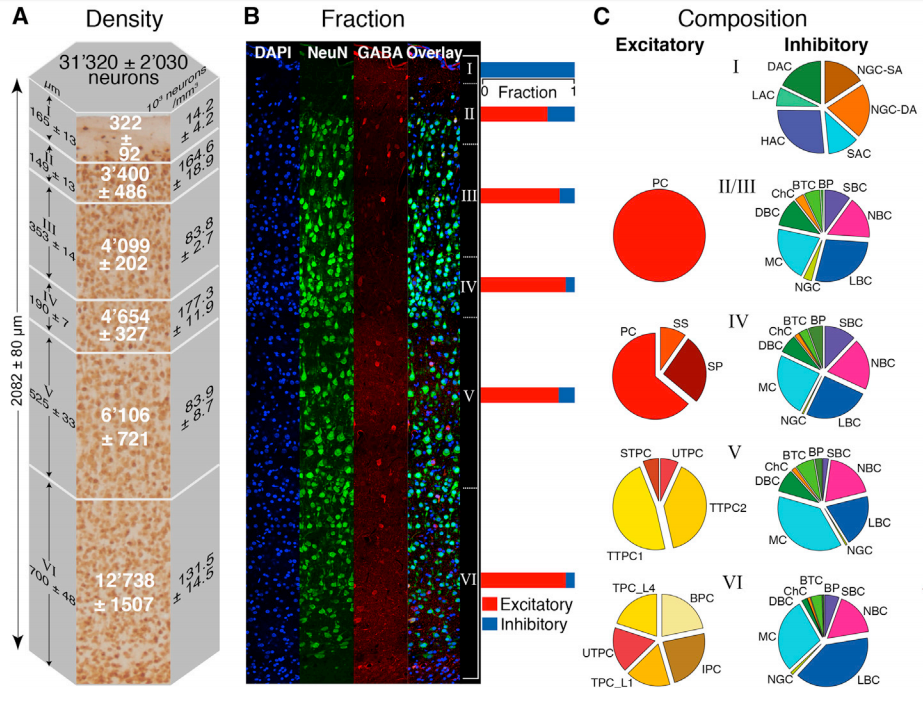 A
Density
31'320 ± 2'030
neurons
10³ neurons
/mm³
µm
2082 ± 80 µm
I
165 ± 13
322
±
92
14.2
± 4.2
II
149 ± 13
3'400
± 486
164.6
± 18.9
III
353 ± 14
4'099
± 202
83.8
± 2.7
IV
190 ± 7
4'654
± 327
177.3
± 11.9
V
525 ± 33
6'106
± 721
83.9
± 8.7
VI
700 ± 48
12'738
± 1507
131.5
± 14.5
B
Fraction
DAPI NeuN GABA Overlay
I
0 Fraction 1
II
III
IV
V
VI
Excitatory
Inhibitory
C
Composition
Excitatory Inhibitory
I
DAC
NGC-SA
LAC
NGC-DA
HAC
SAC
II/III
PC
ChC BTC BP SBC
DBC
NBC
MC
NGC
LBC
IV
PC
SS
SP
BTC BP SBC
ChC
DBC
NBC
MC
NGC
LBC
V
STPC UTPC
TTPC2
TTPC1
BTC BP SBC
ChC
NBC
DBC
LBC
MC
NGC
VI
TPC_L4
BPC
UTPC
IPC
TPC_L1
BTC
ChC BP SBC
DBC
NBC
MC
NGC
LBC